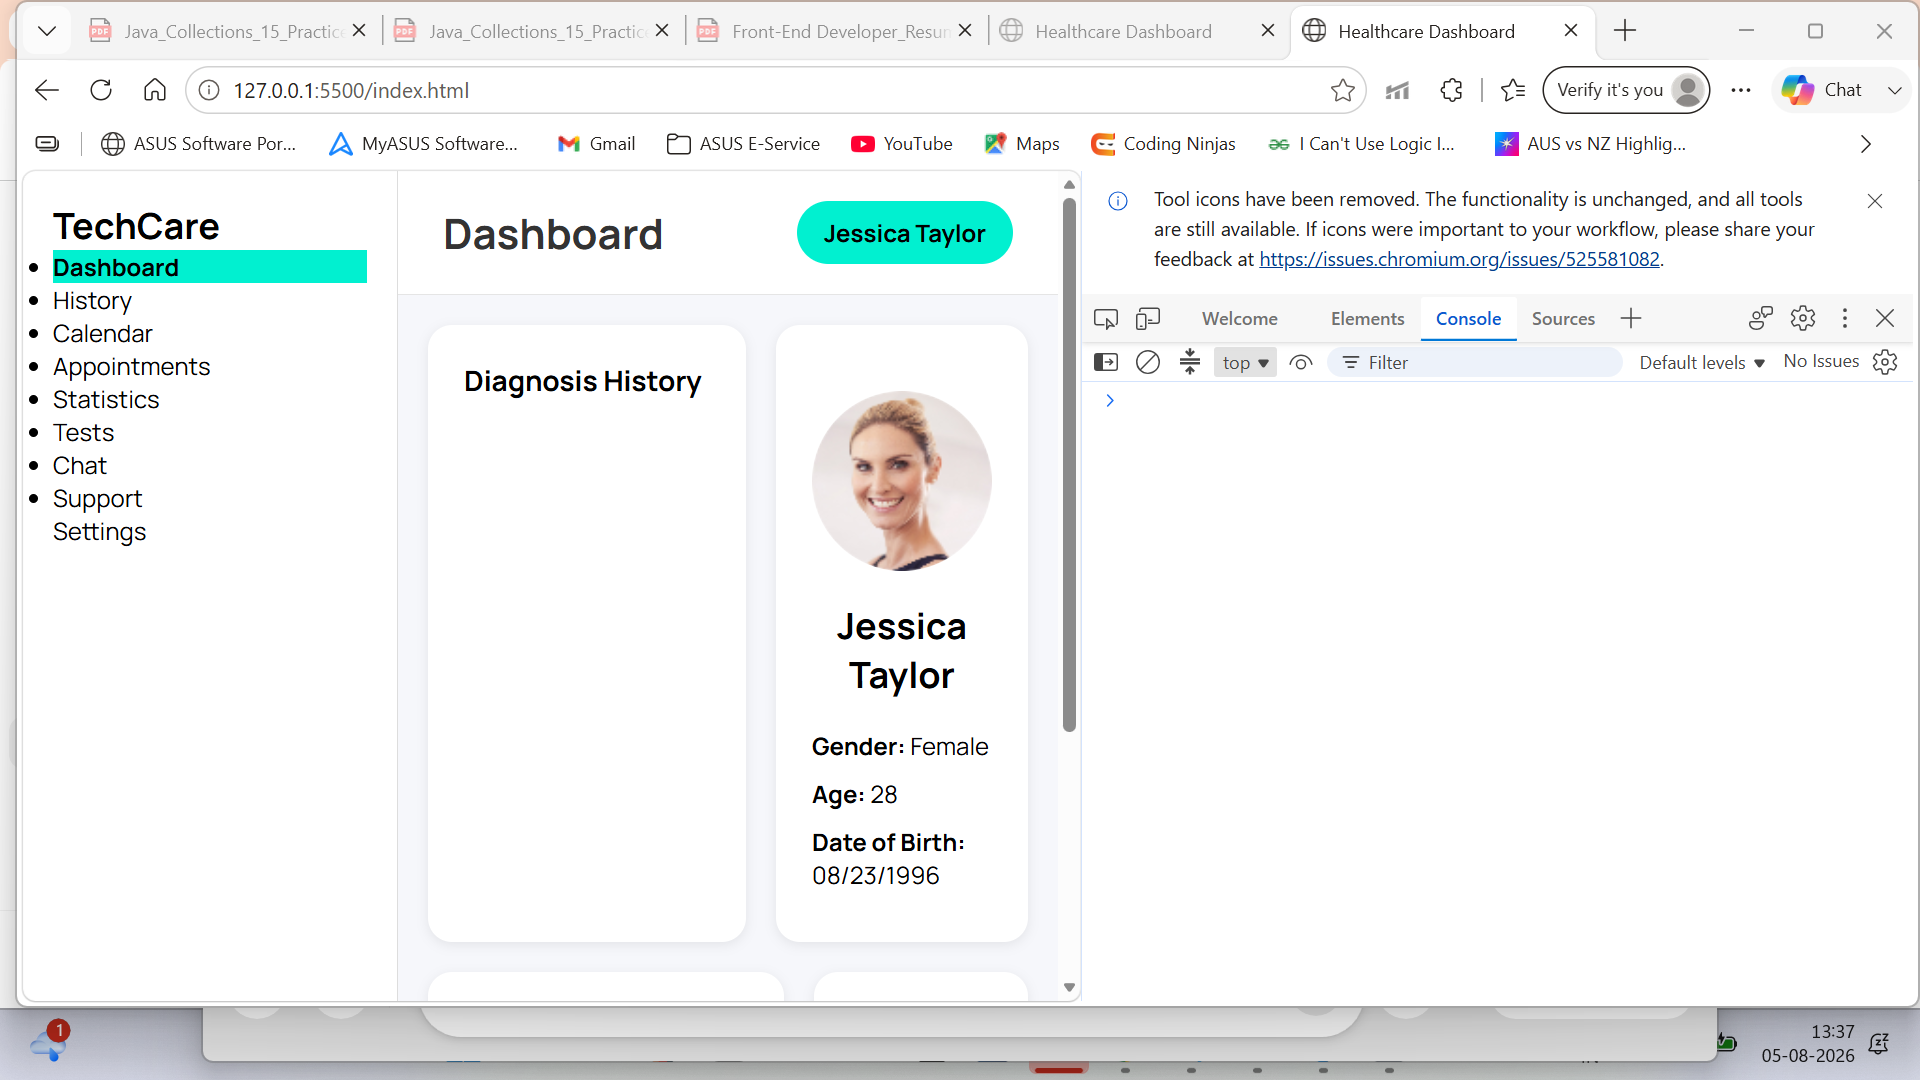 Java_Collections_15_Practice
Java_Collections_15_Practice
Front-End Developer_Resum
Healthcare Dashboard
Healthcare Dashboard
127.0.0.1:5500/index.html
Verify it's you
Chat
ASUS Software Por...
MyASUS Software...
Gmail
ASUS E-Service
YouTube
Maps
Coding Ninjas
I Can't Use Logic I...
AUS vs NZ Highlig...
TechCare
Dashboard
History
Calendar
Appointments
Statistics
Tests
Chat
Support
Settings
Dashboard
Jessica Taylor
Diagnosis History
Jessica
Taylor
Gender: Female
Age: 28
Date of Birth:
08/23/1996
Tool icons have been removed. The functionality is unchanged, and all tools
are still available. If icons were important to your workflow, please share your
feedback at https://issues.chromium.org/issues/525581082.
Welcome
Elements
Console
Sources
top
Filter
Default levels
No Issues
1
13:37
05-08-2026